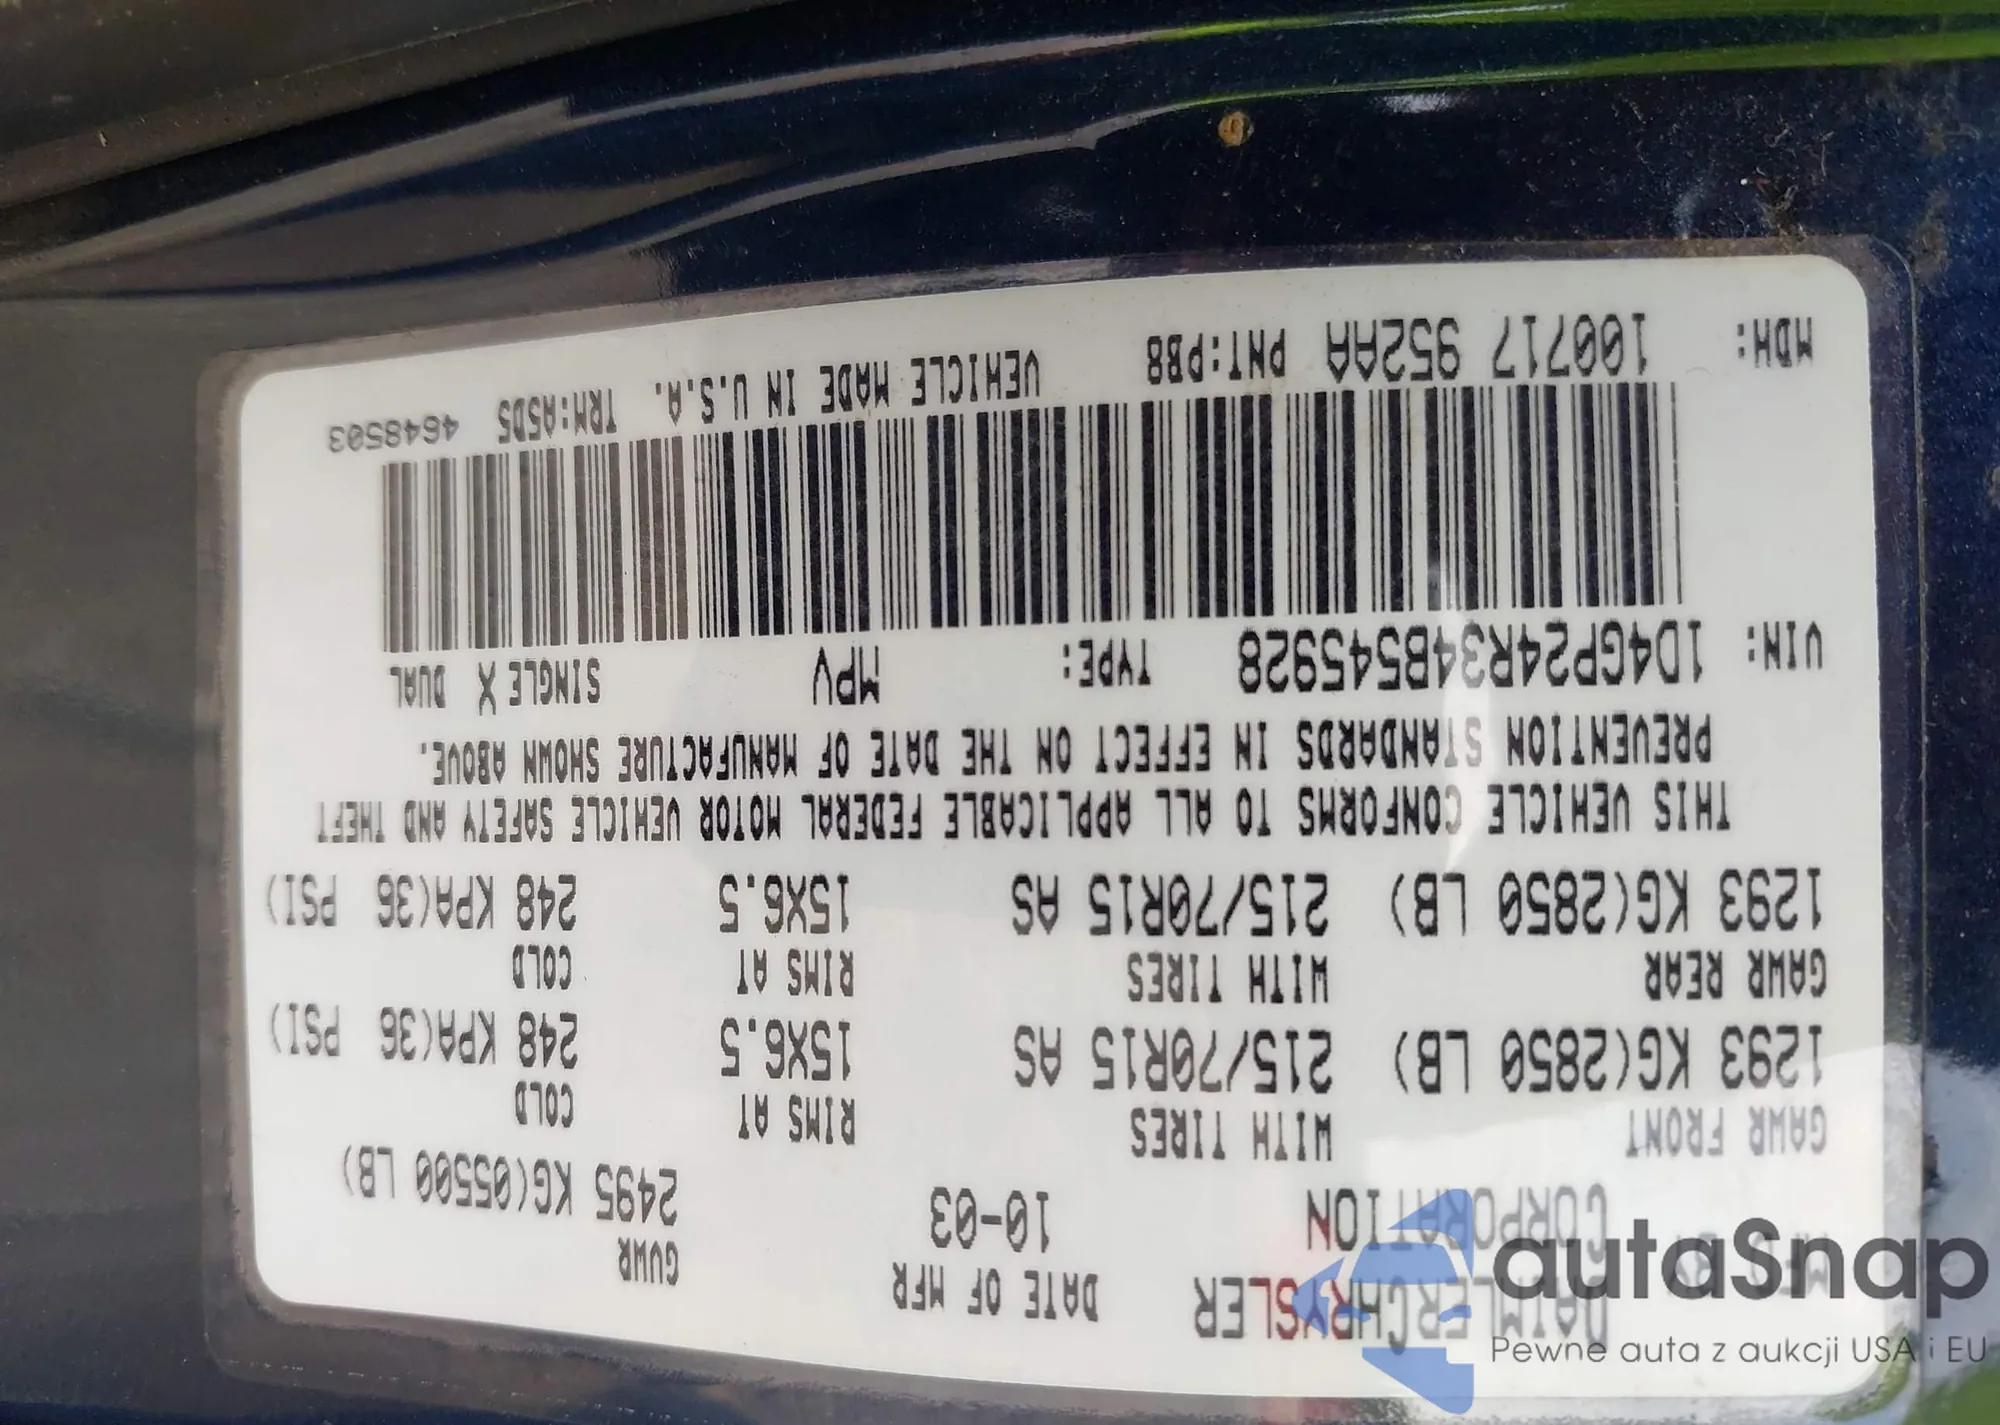 MFD BY DAIMLERCHRYSLER DATE OF MFR GVWR
CORPORATION 10-03 2495 KG(05500 LB)
GAWR FRONT WITH TIRES RIMS AT COLD
1293 KG(2850 LB) 215/70R15 AS 15X6.5 248 KPA(36 PSI)
GAWR REAR WITH TIRES RIMS AT COLD
1293 KG(2850 LB) 215/70R15 AS 15X6.5 248 KPA(36 PSI)
THIS VEHICLE CONFORMS TO ALL APPLICABLE FEDERAL MOTOR VEHICLE SAFETY AND THEFT
PREVENTION STANDARDS IN EFFECT ON THE DATE OF MANUFACTURE SHOWN ABOVE.
VIN: 1D4GP24R34B545928 TYPE: MPV SINGLE X DUAL
MDH: 100717 952AA PNT:PB8 VEHICLE MADE IN U.S.A. TRM:A5D5 4648503
autaSnap
Pewne auta z aukcji USA i EU